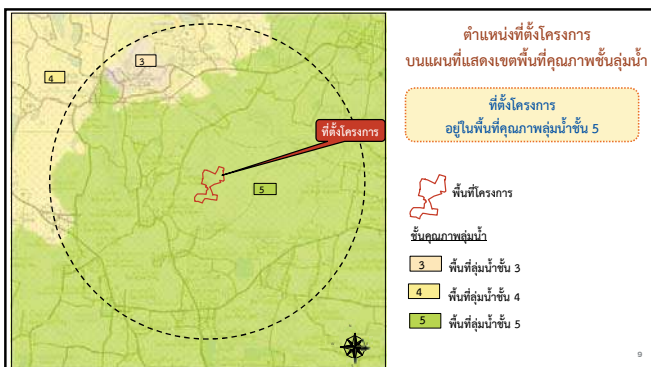 ตำแหน่งที่ตั้งโครงการ
บนแผนที่แสดงเขตพื้นที่คุณภาพชั้นลุ่มน้ำ
ที่ตั้งโครงการ
อยู่ในพื้นที่คุณภาพลุ่มน้ำชั้น 5
3
4
ที่ตั้งโครงการ
5
พื้นที่โครงการ
ชั้นคุณภาพลุ่มน้ำ
3 พื้นที่ลุ่มน้ำชั้น 3
4 พื้นที่ลุ่มน้ำชั้น 4
5 พื้นที่ลุ่มน้ำชั้น 5
9